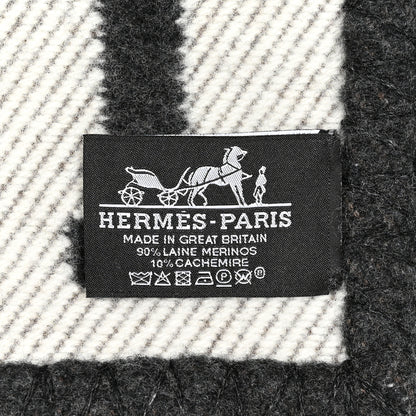 HERMÈS-PARIS
MADE IN GREAT BRITAIN
90% LAINE MERINOS
10% CACHEMIRE